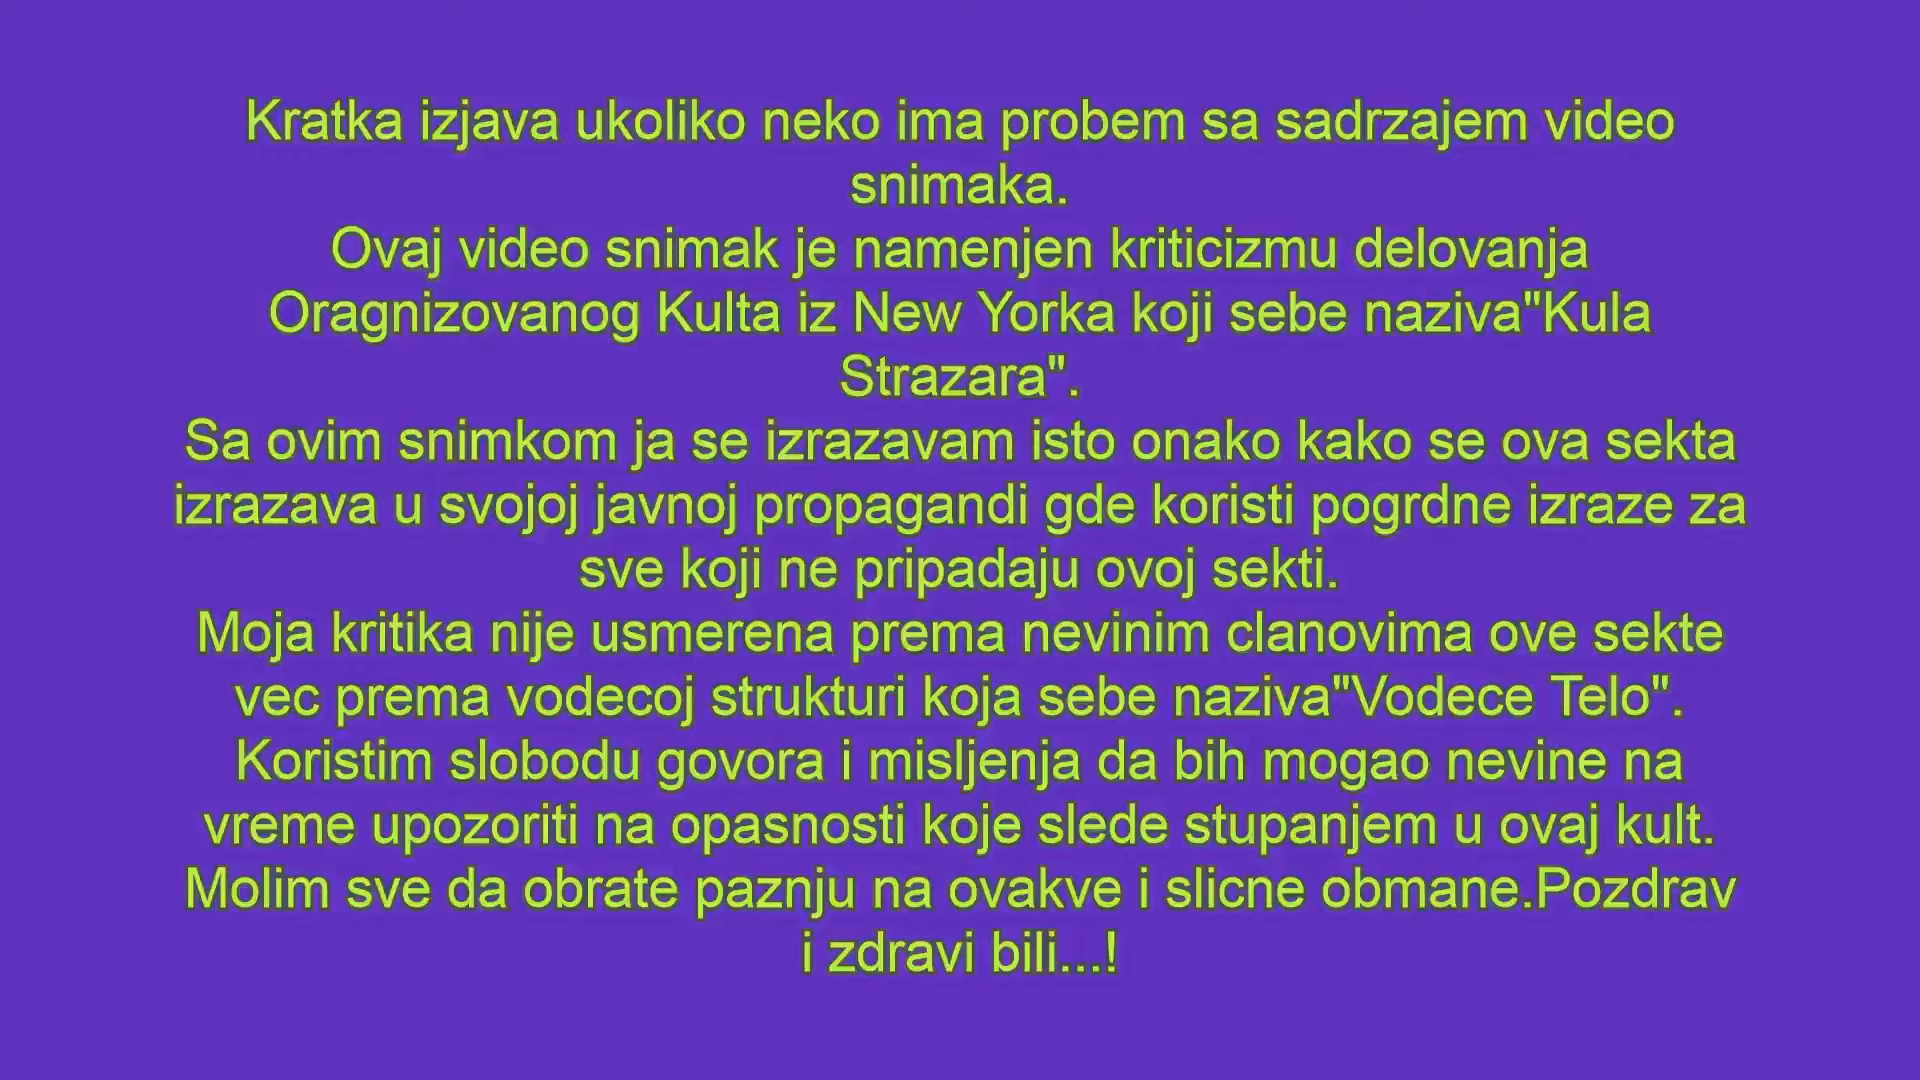 Kratka izjava ukoliko neko ima probem sa sadrzajem video
snimaka.
Ovaj video snimak je namenjen kriticizmu delovanja
Oragnizovanog Kulta iz New Yorka koji sebe naziva"Kula
Strazara".
Sa ovim snimkom ja se izrazavam isto onako kako se ova sekta
izrazava u svojoj javnoj propagandi gde koristi pogrdne izraze za
sve koji ne pripadaju ovoj sekti.
Moja kritika nije usmerena prema nevinim clanovima ove sekte
vec prema vodecoj strukturi koja sebe naziva"Vodece Telo".
Koristim slobodu govora i misljenja da bih mogao nevine na
vreme upozoriti na opasnosti koje slede stupanjem u ovaj kult.
Molim sve da obrate paznju na ovakve i slicne obmane.Pozdrav
i zdravi bili...!